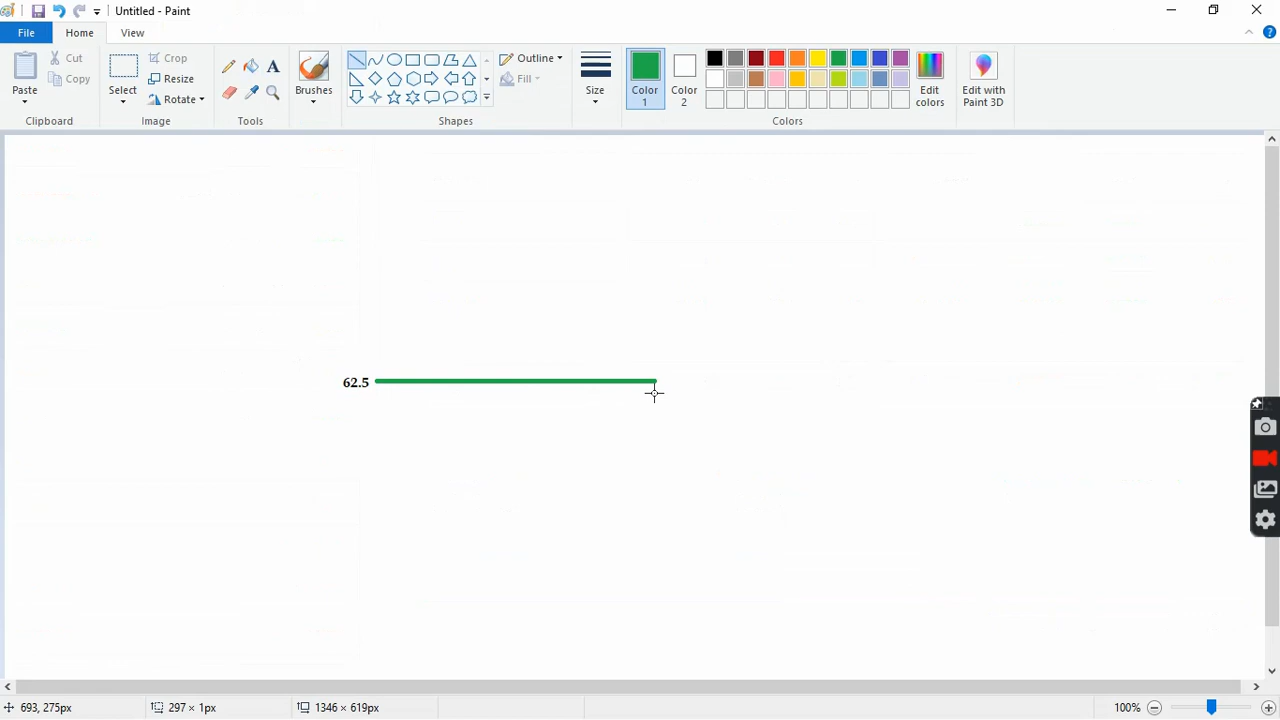 Untitled - Paint
File Home View
Paste
Cut
Copy
Clipboard
Select
Crop
Resize
Rotate
Image
A
Tools
Brushes
Shapes
Outline
Fill
Size
Color 1
Color 2
Colors
Edit colors
Edit with Paint 3D
62.5
693, 275px
297 × 1px
1346 × 619px
100%